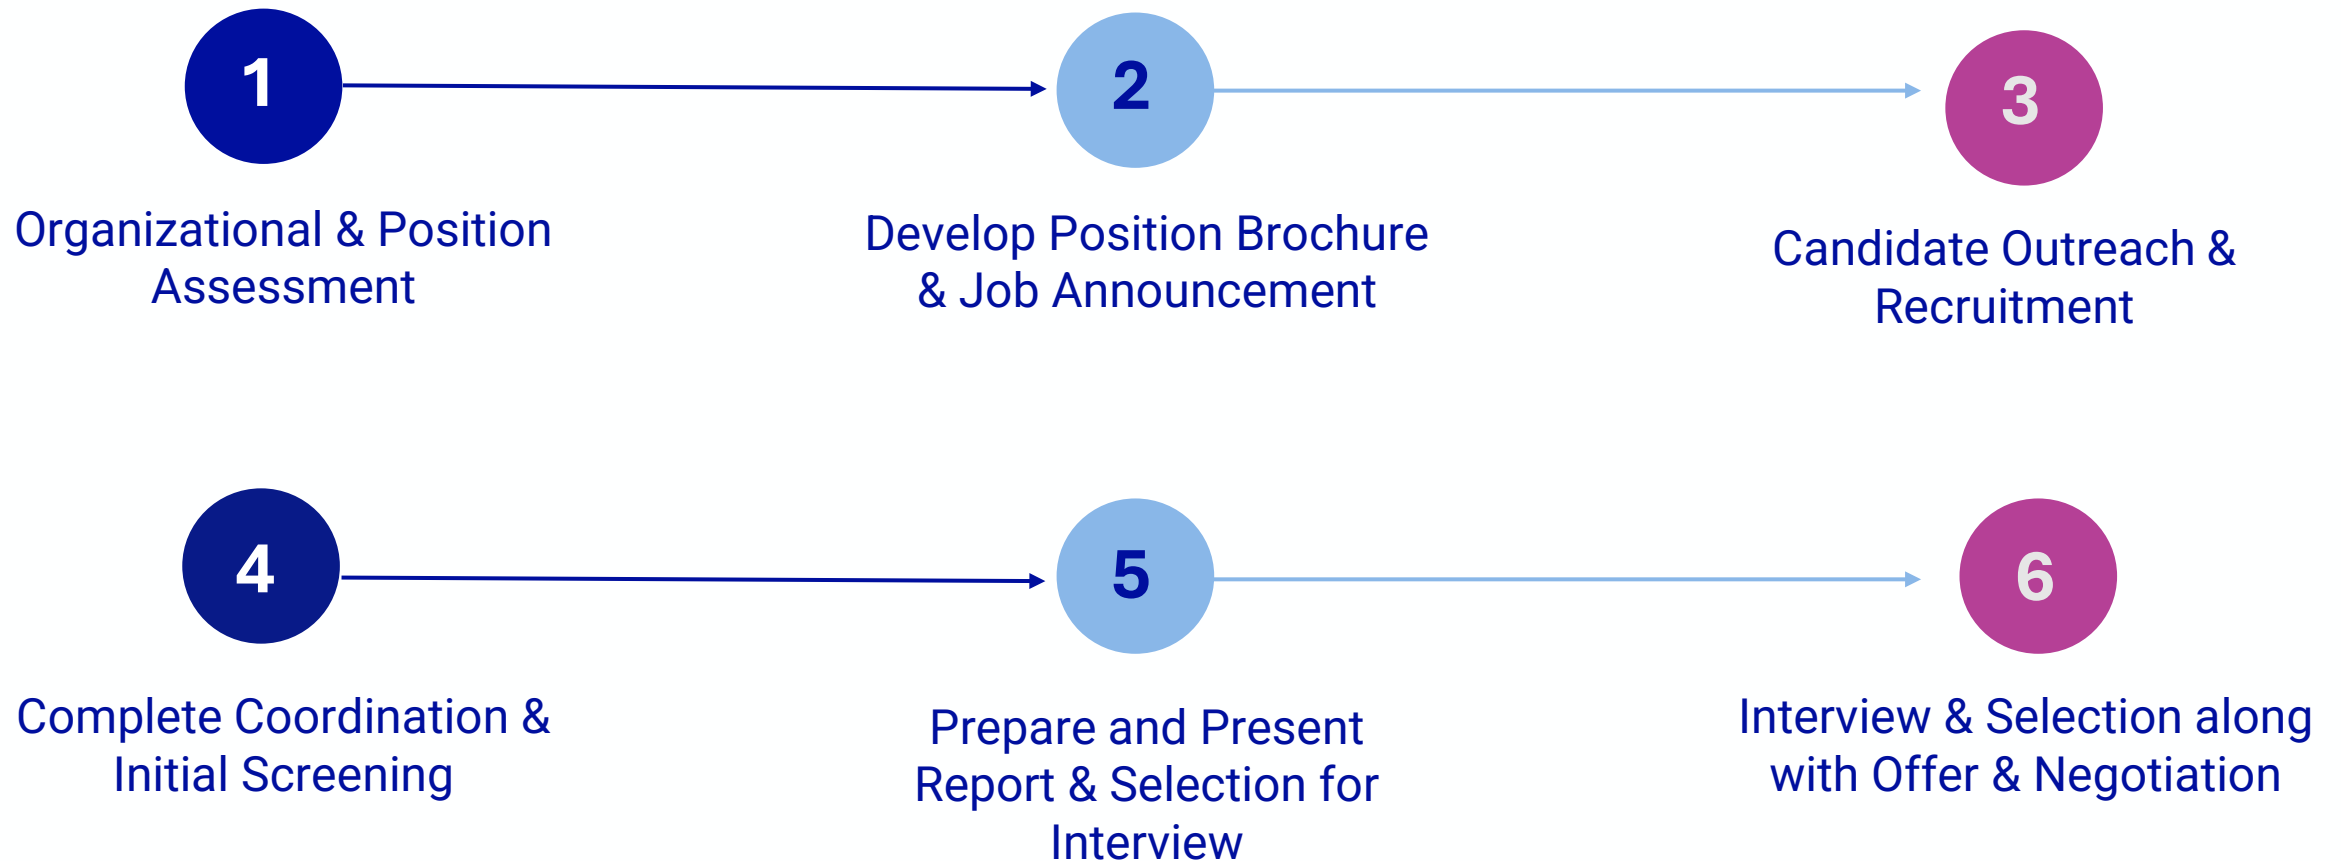 1
2
3
Organizational & Position
Assessment
Develop Position Brochure
& Job Announcement
Candidate Outreach &
Recruitment
4
5
6
Complete Coordination &
Initial Screening
Prepare and Present
Report & Selection for
Interview
Interview & Selection along
with Offer & Negotiation